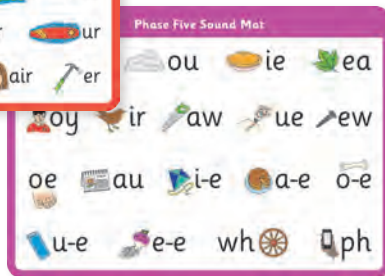 ur
air er
Phase Five Sound Mat
ou ie ea
oy ir aw ue ew
oe au i-e a-e o-e
u-e e-e wh ph